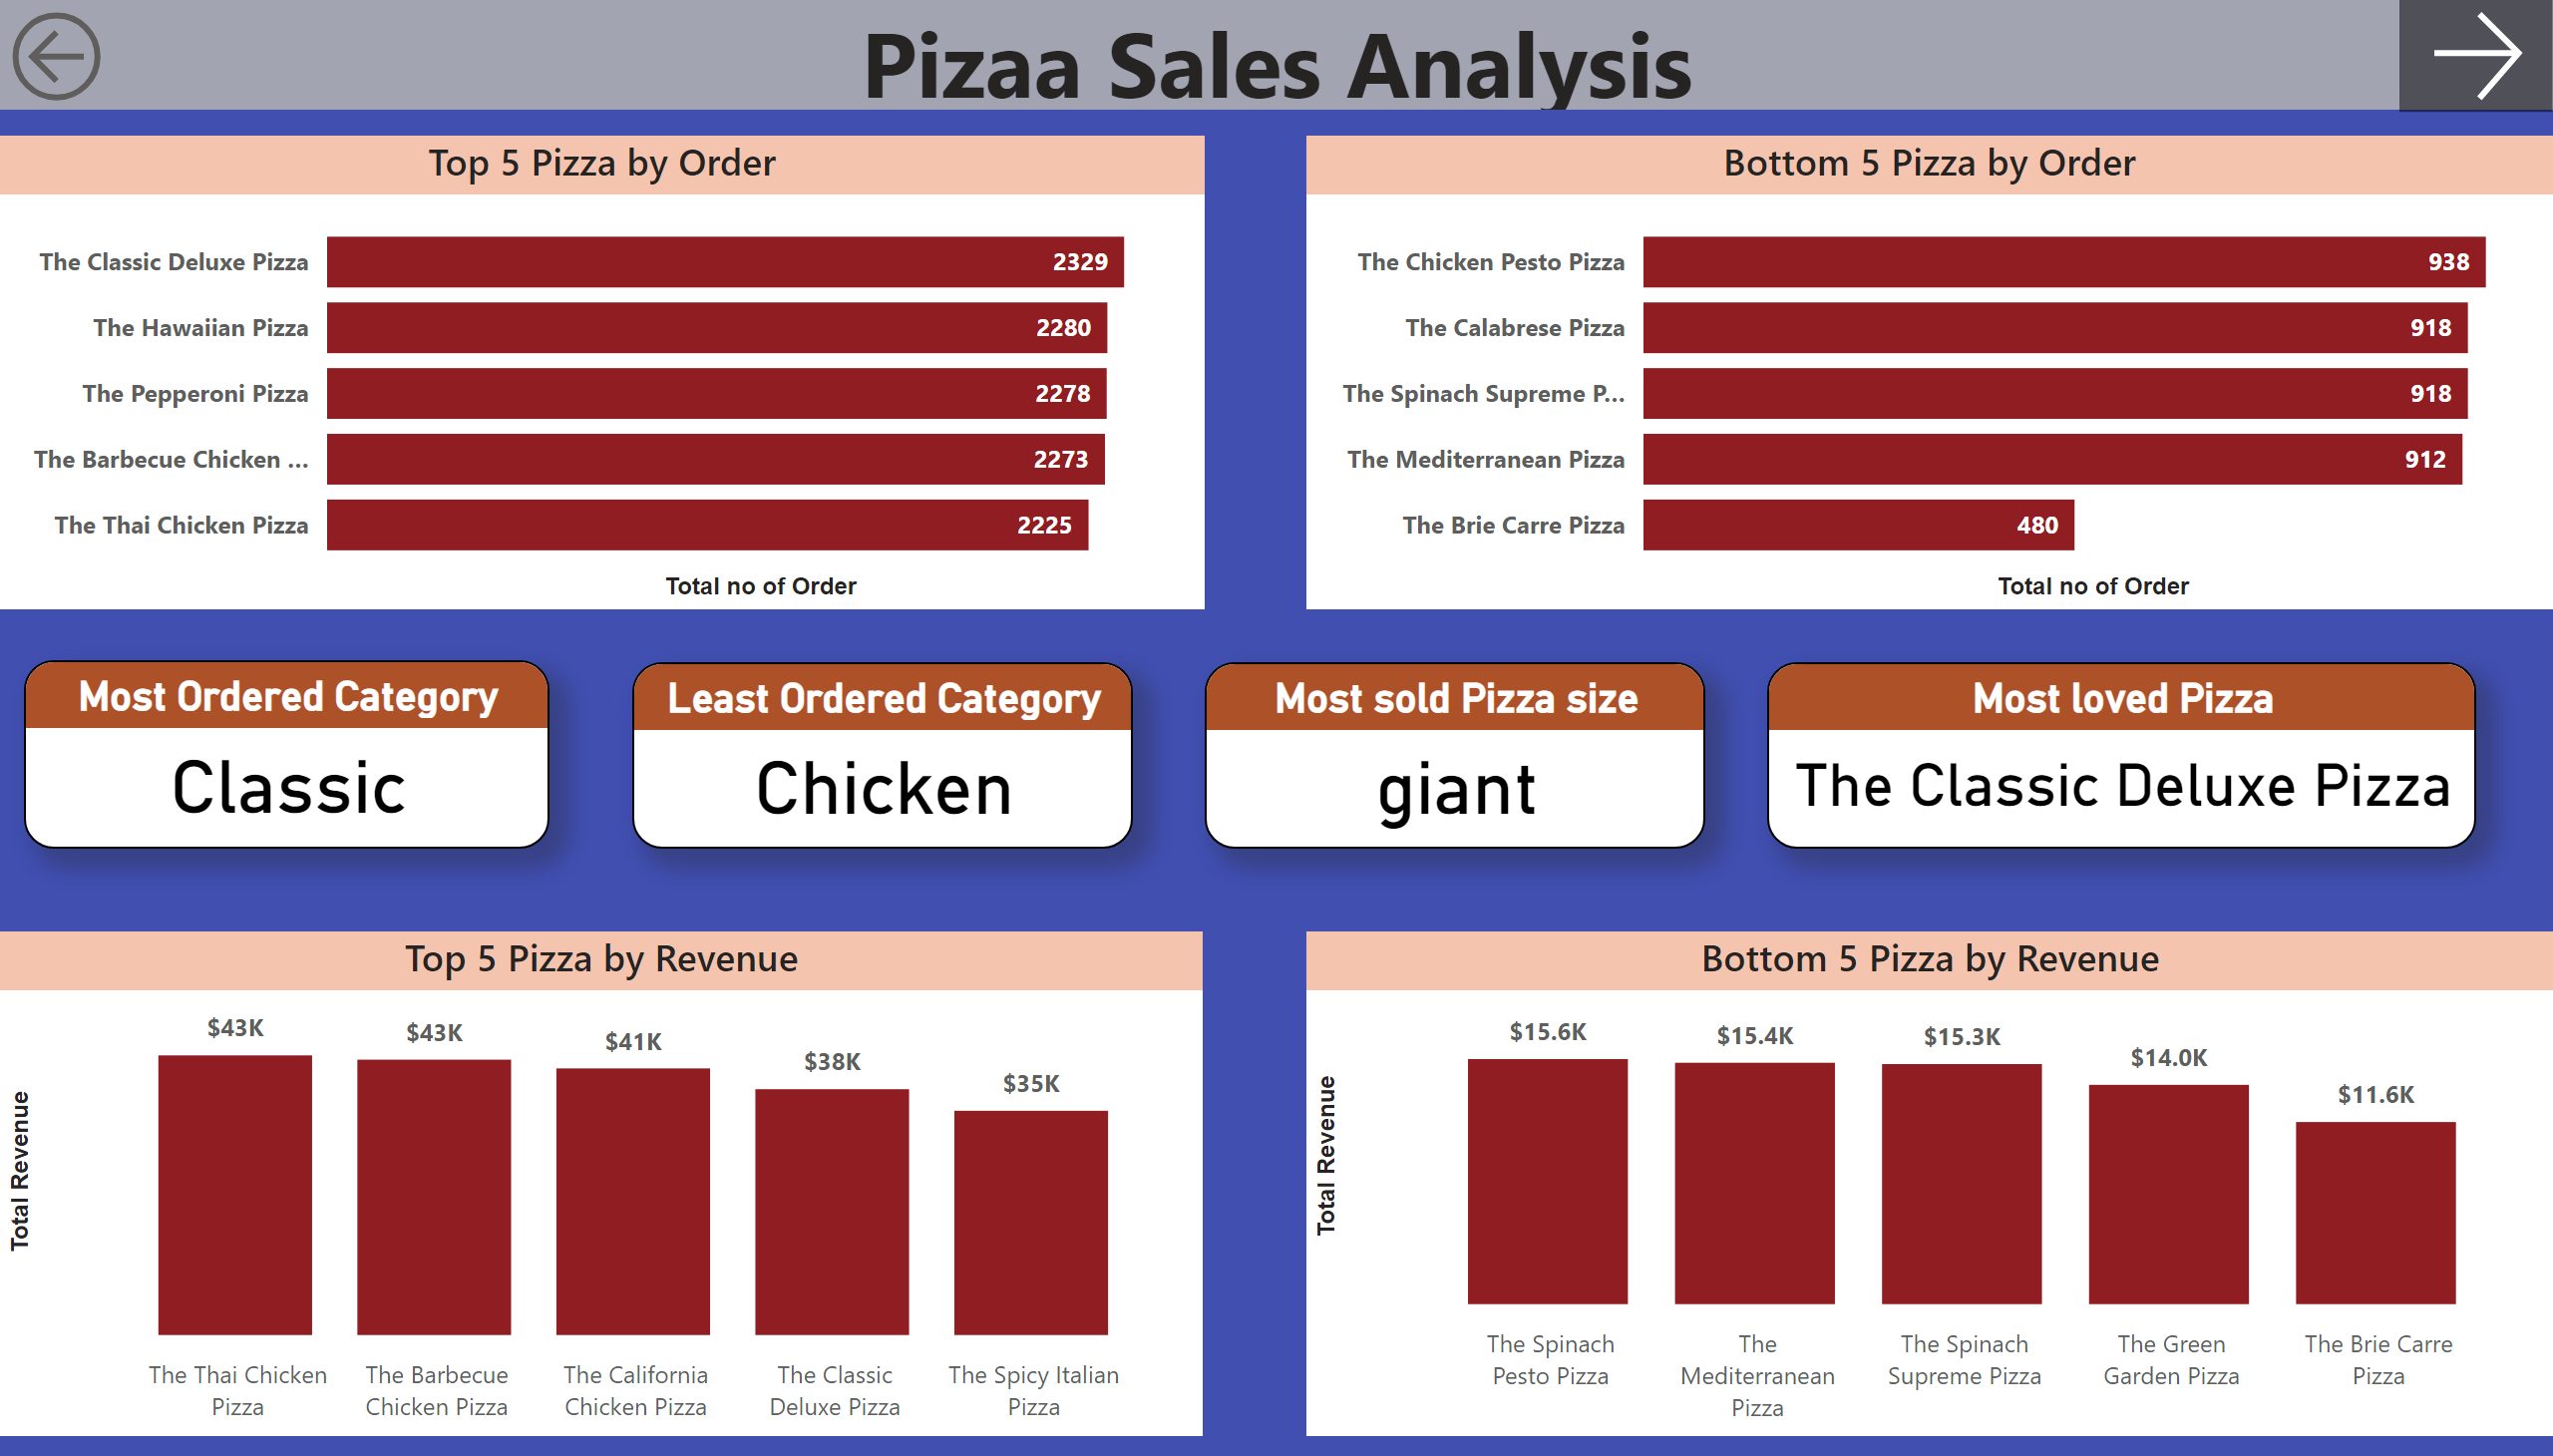 Pizaa Sales Analysis
Top 5 Pizza by Order
The Classic Deluxe Pizza 2329
The Hawaiian Pizza 2280
The Pepperoni Pizza 2278
The Barbecue Chicken ... 2273
The Thai Chicken Pizza 2225
Total no of Order
Bottom 5 Pizza by Order
The Chicken Pesto Pizza 938
The Calabrese Pizza 918
The Spinach Supreme P... 918
The Mediterranean Pizza 912
The Brie Carre Pizza 480
Total no of Order
Most Ordered Category
Classic
Least Ordered Category
Chicken
Most sold Pizza size
giant
Most loved Pizza
The Classic Deluxe Pizza
Top 5 Pizza by Revenue
Total Revenue
$43K
$43K
$41K
$38K
$35K
The Thai Chicken
Pizza
The Barbecue
Chicken Pizza
The California
Chicken Pizza
The Classic
Deluxe Pizza
The Spicy Italian
Pizza
Bottom 5 Pizza by Revenue
Total Revenue
$15.6K
$15.4K
$15.3K
$14.0K
$11.6K
The Spinach
Pesto Pizza
The
Mediterranean
Pizza
The Spinach
Supreme Pizza
The Green
Garden Pizza
The Brie Carre
Pizza